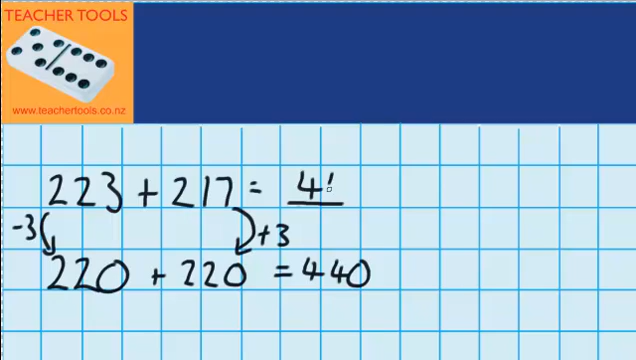 TEACHER TOOLS
www.teachertools.co.nz
223 + 217 = 4
-3
+3
220 + 220 = 440